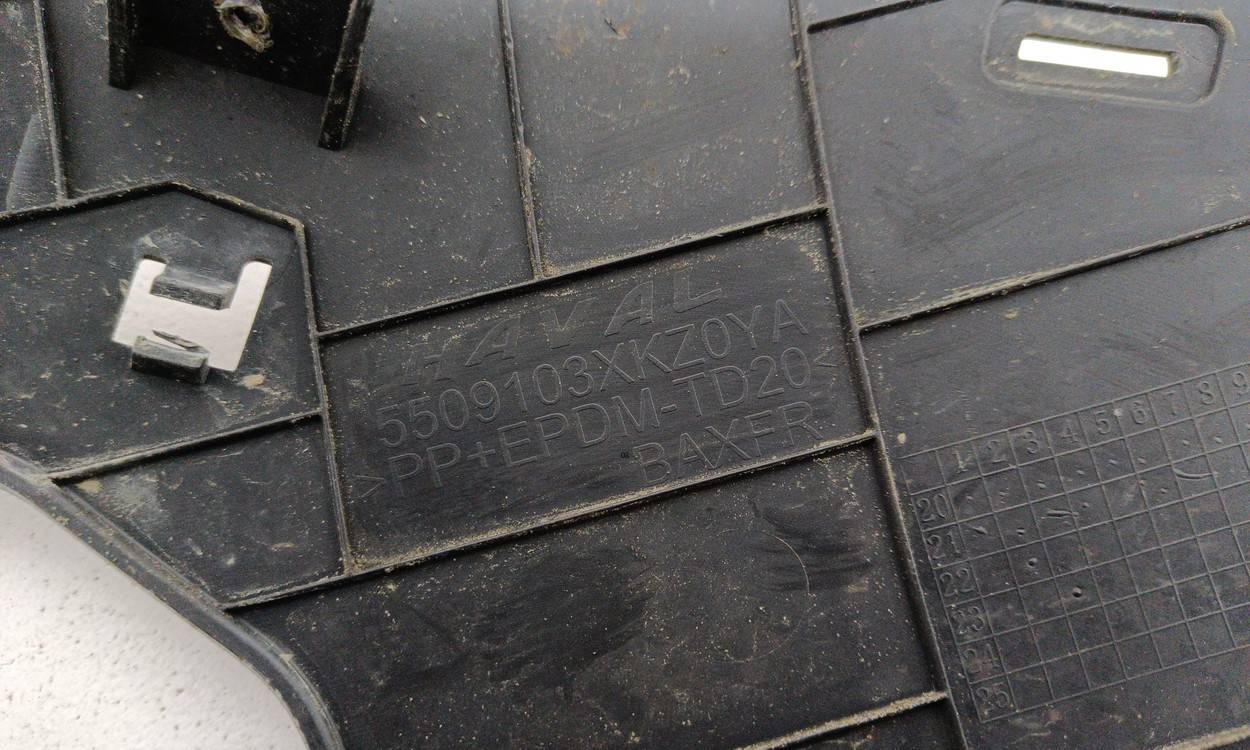 HAVAL
5509103XKZ0YA
>PP+EPDM-TD20<
BAXFR
1 2 3 4 5 6 7 8 9
20
21
22
23
24
25